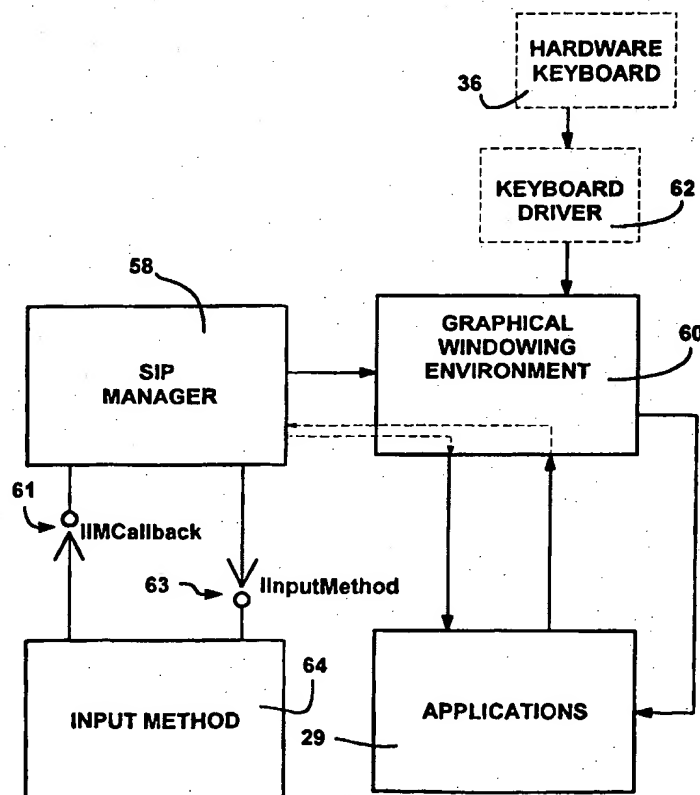 HARDWARE
KEYBOARD
36
KEYBOARD
DRIVER
62
58
SIP
MANAGER
GRAPHICAL
WINDOWING
ENVIRONMENT
60
61
IIMCallback
63
IInputMethod
64
INPUT METHOD
APPLICATIONS
29